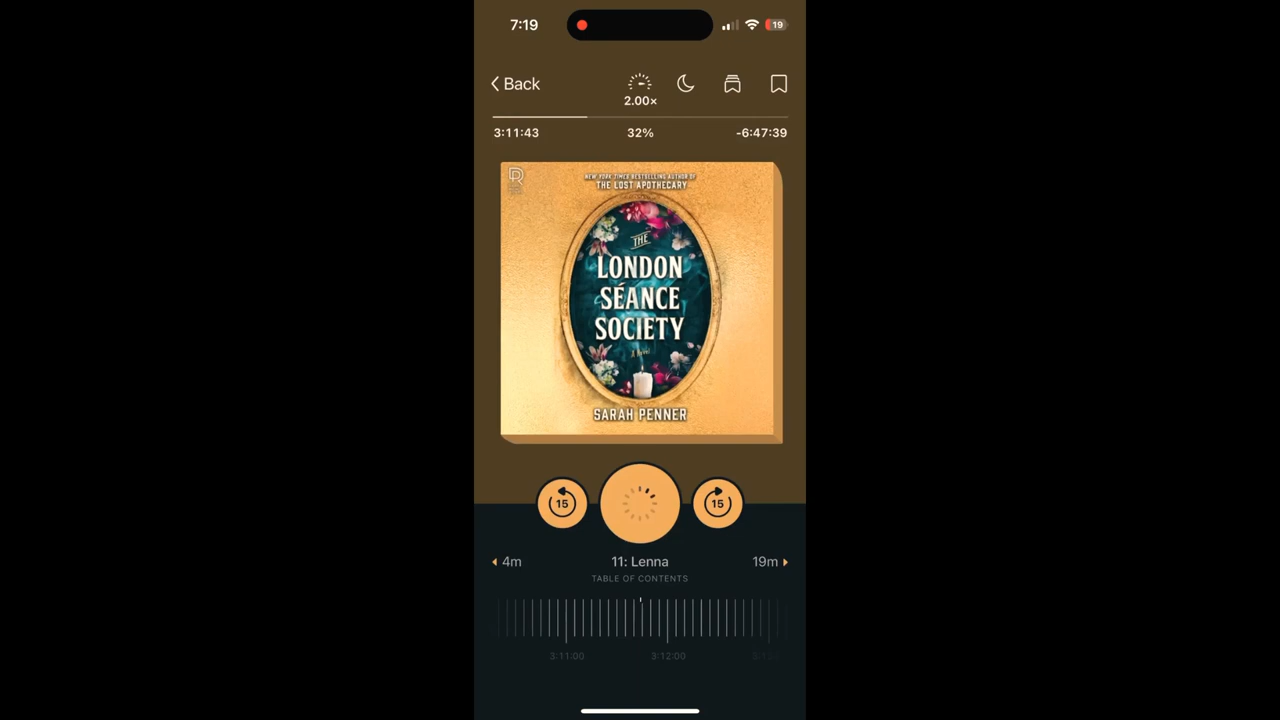 7:19
19
Back
2.00×
3:11:43
32%
-6:47:39
NEW YORK TIMES BESTSELLING AUTHOR OF
THE LOST APOTHECARY
THE
LONDON
SÉANCE
SOCIETY
A Novel
SARAH PENNER
15
15
4m
11: Lenna
19m
TABLE OF CONTENTS
3:11:00
3:12:00